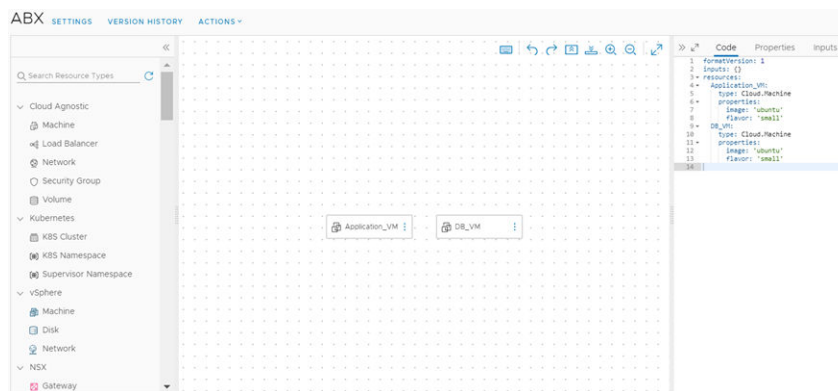 ABX SETTINGS VERSION HISTORY ACTIONS
Search Resource Types
Cloud Agnostic
Machine
Load Balancer
Network
Security Group
Volume
Kubernetes
K8S Cluster
K8S Namespace
Supervisor Namespace
vSphere
Machine
Disk
Network
NSX
Gateway
Application_VM
DB_VM
Code Properties Inputs
1 formatVersion: 1
2 inputs: {}
3 resources:
4 Application_VM:
5 type: Cloud.Machine
6 properties:
7 image: 'ubuntu'
8 flavor: 'small'
9 DB_VM:
10 type: Cloud.Machine
11 properties:
12 image: 'ubuntu'
13 flavor: 'small'
14